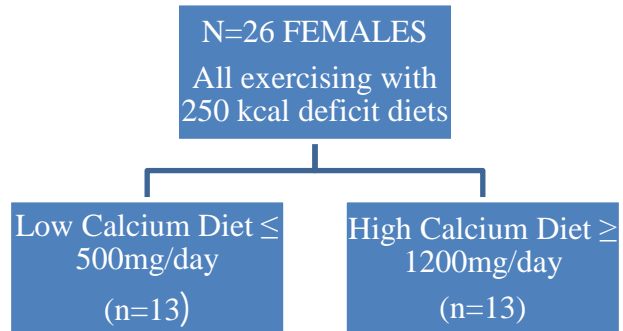 N=26 FEMALES
All exercising with
250 kcal deficit diets
Low Calcium Diet ≤
500mg/day
(n=13)
High Calcium Diet ≥
1200mg/day
(n=13)